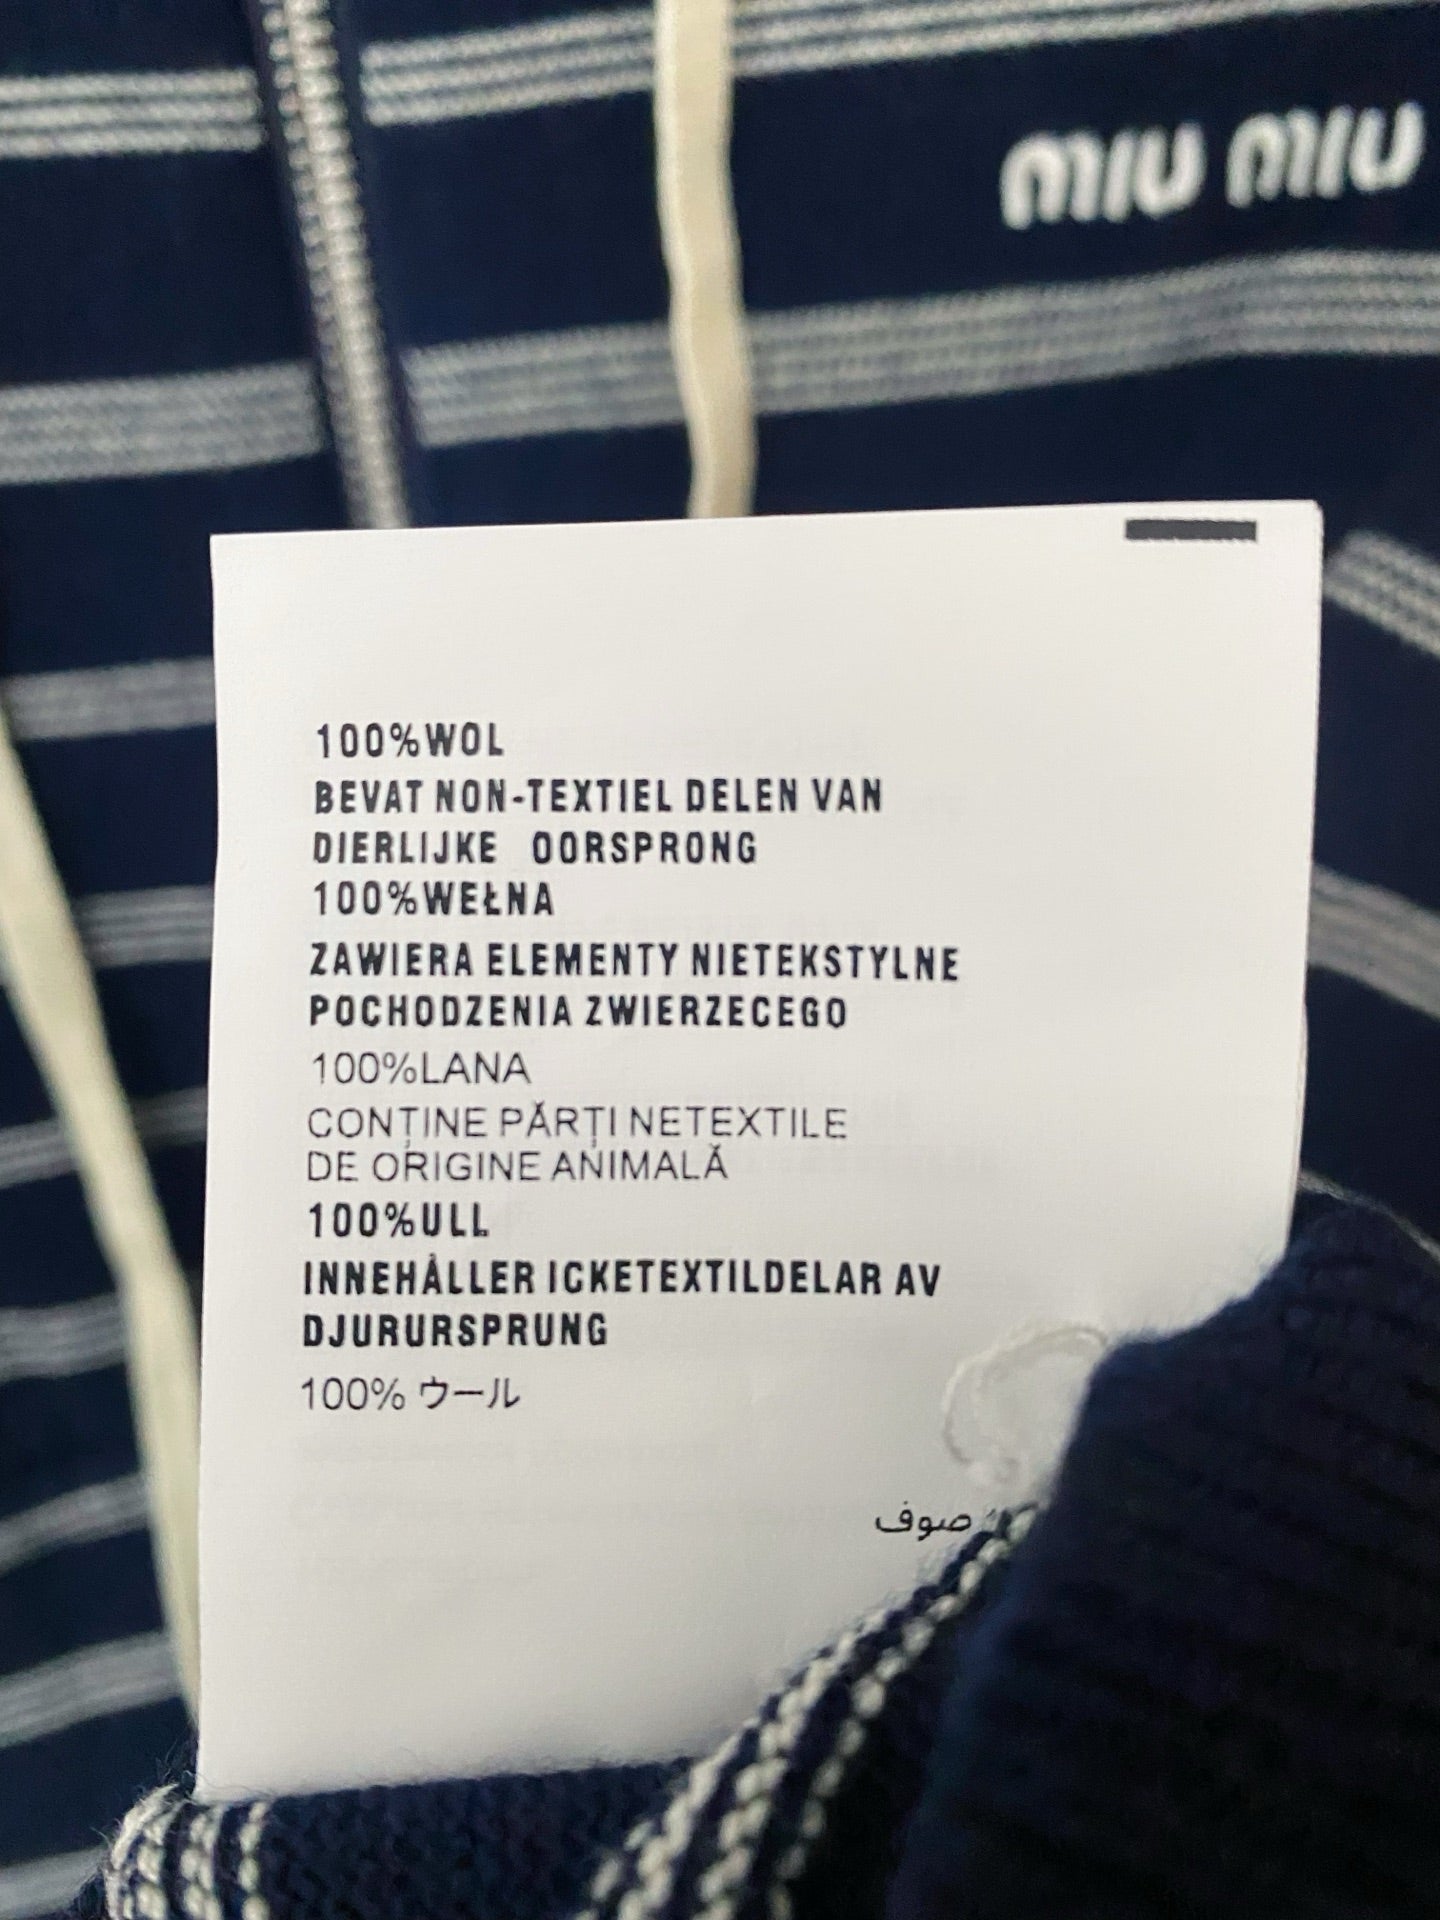 miu miu
100%WOL
BEVAT NON-TEXTIEL DELEN VAN
DIERLIJKE OORSPRONG
100%WEŁNA
ZAWIERA ELEMENTY NIETEKSTYLNE
POCHODZENIA ZWIERZECEGO
100%LANA
CONȚINE PĂRȚI NETEXTILE
DE ORIGINE ANIMALĂ
100%ULL
INNEHÅLLER ICKETEXTILDELAR AV
DJURURSPRUNG
100% ウール
صوف